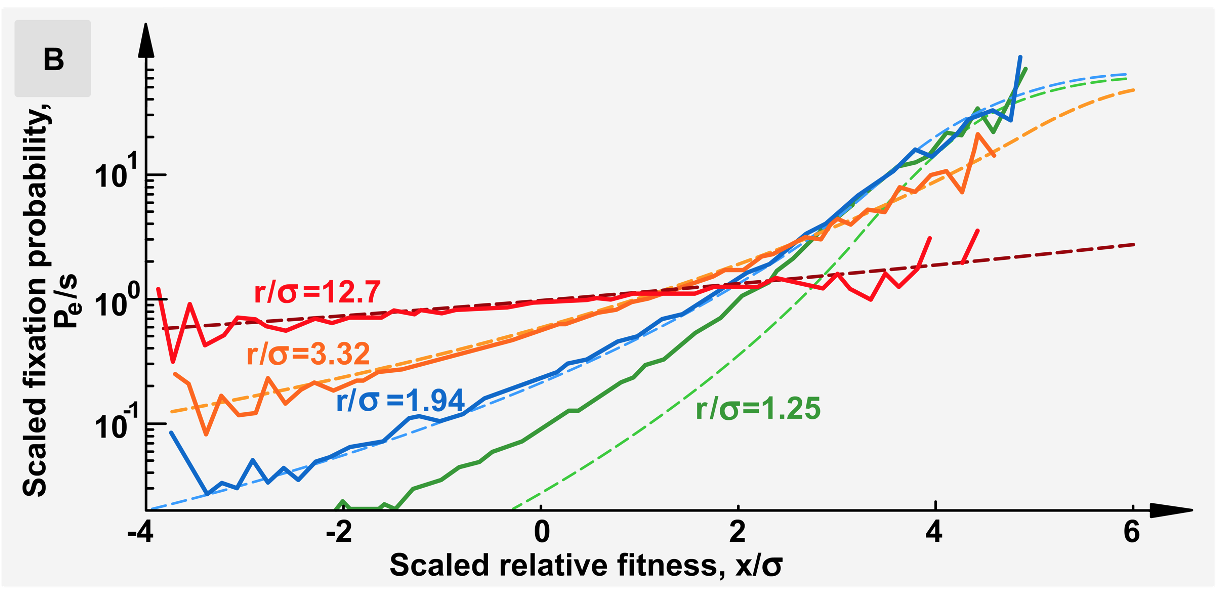 B
Scaled fixation probability,
Pe/s
10¹
10⁰
10⁻¹
r/σ=12.7
r/σ=3.32
r/σ=1.94
r/σ=1.25
-4 -2 0 2 4 6
Scaled relative fitness, x/σ